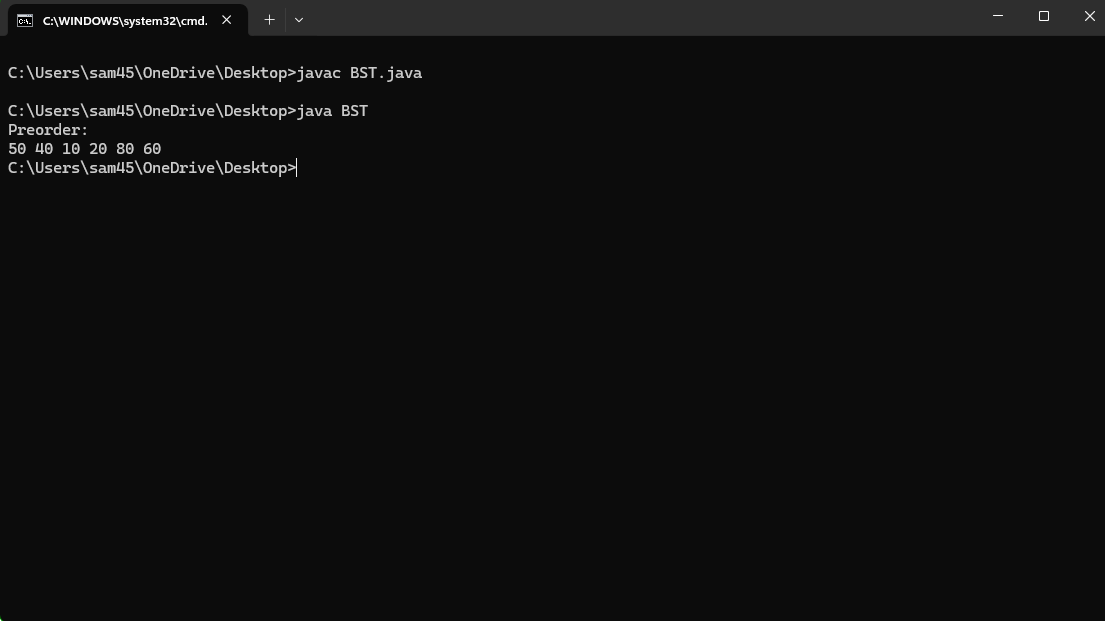 C:\WINDOWS\system32\cmd.
C:\Users\sam45\OneDrive\Desktop>javac BST.java
C:\Users\sam45\OneDrive\Desktop>java BST
Preorder:
50 40 10 20 80 60
C:\Users\sam45\OneDrive\Desktop>